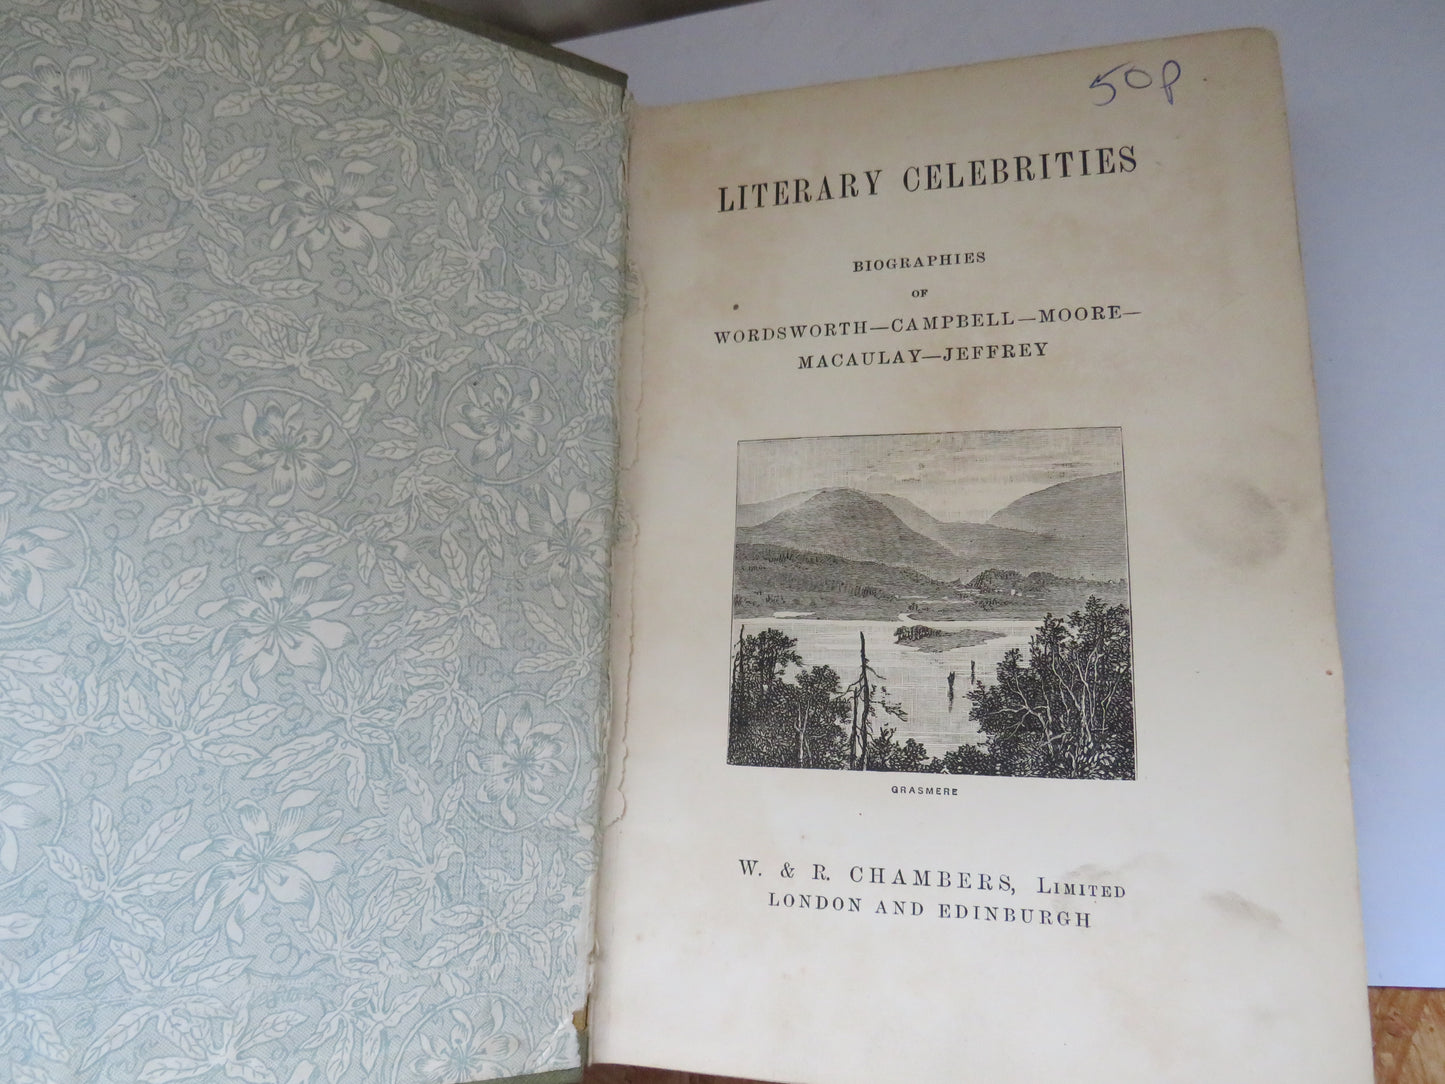 50p.
LITERARY CELEBRITIES
BIOGRAPHIES
OF
WORDSWORTH—CAMPBELL—MOORE—
MACAULAY—JEFFREY
GRASMERE
W. & R. CHAMBERS, LIMITED
LONDON AND EDINBURGH